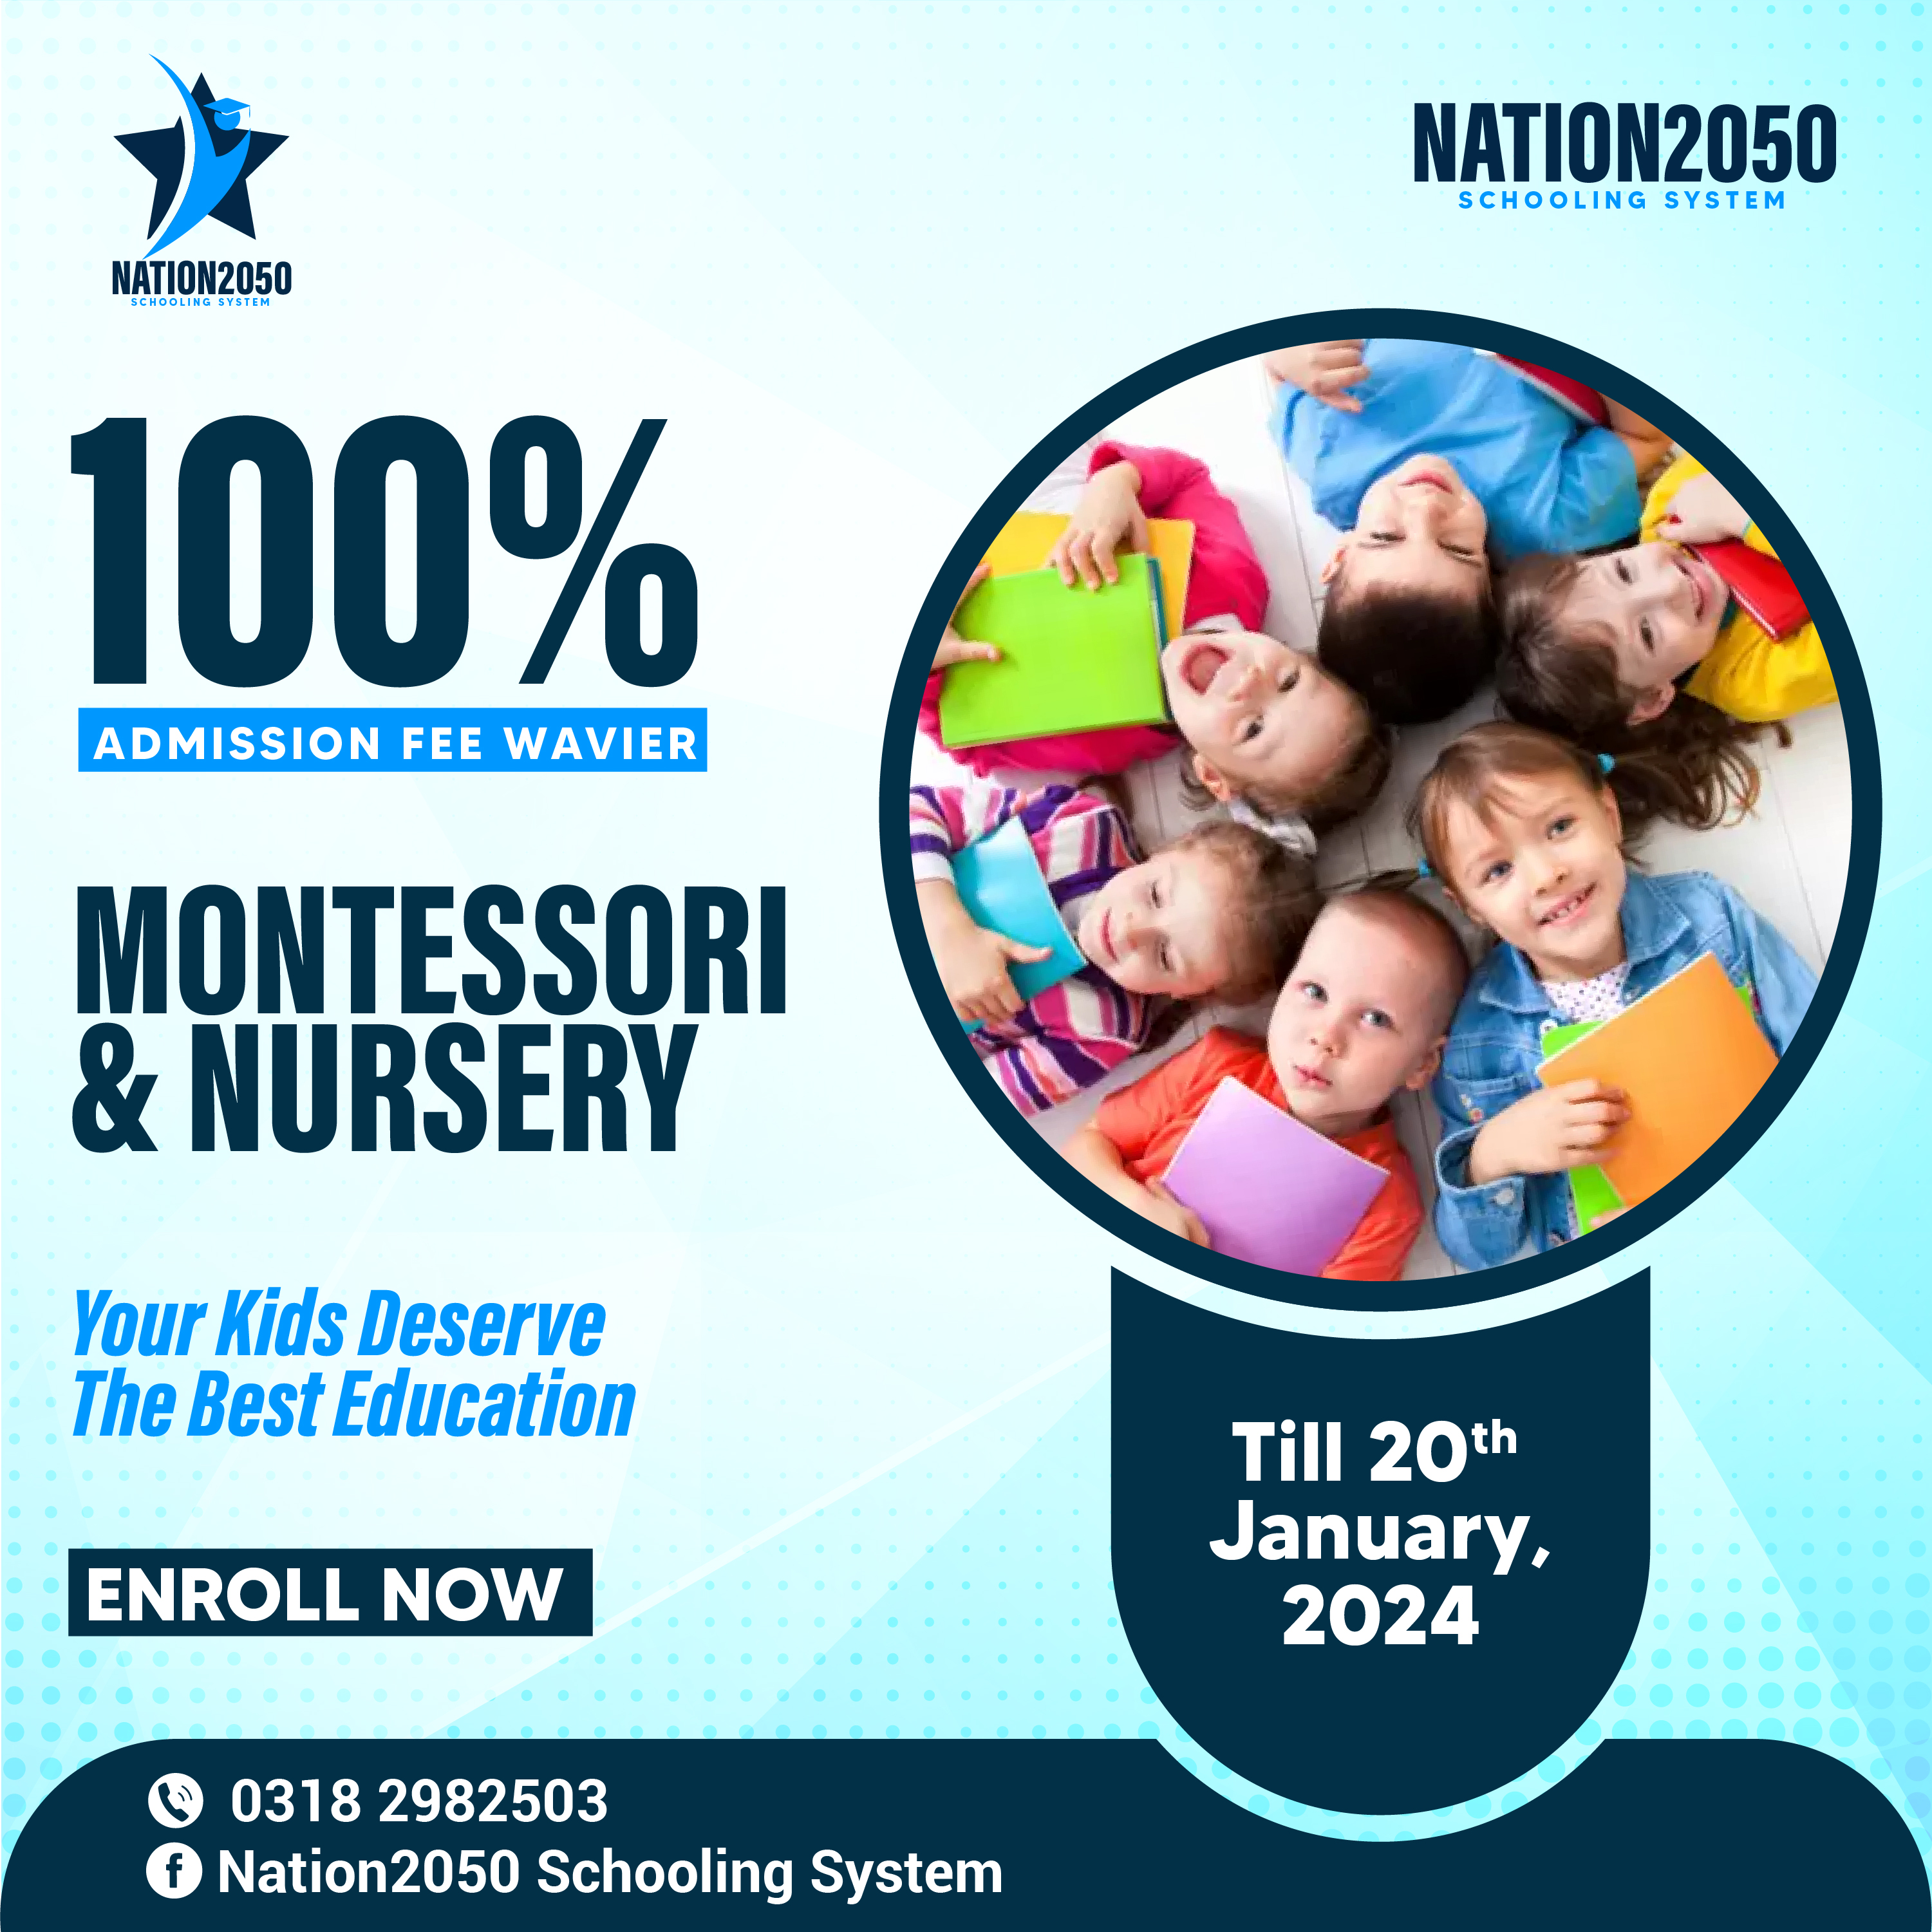 NATION2050
SCHOOLING SYSTEM
NATION2050
SCHOOLING SYSTEM
100%
ADMISSION FEE WAVIER
MONTESSORI
& NURSERY
Your Kids Deserve
The Best Education
ENROLL NOW
Till 20th
January,
2024
0318 2982503
Nation2050 Schooling System